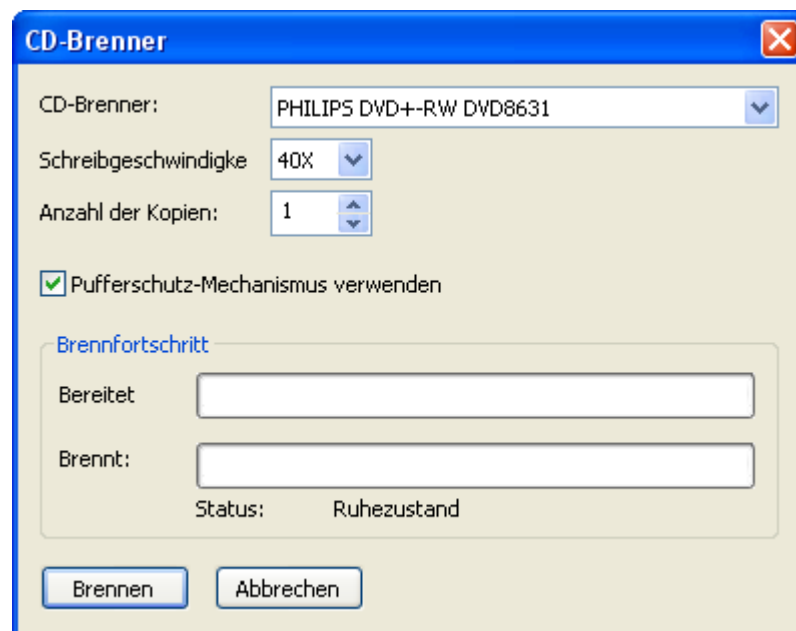 CD-Brenner
CD-Brenner: PHILIPS DVD+-RW DVD8631
Schreibgeschwindigke 40X
Anzahl der Kopien: 1
Pufferschutz-Mechanismus verwenden
Brennfortschritt
Bereitet
Brennt:
Status: Ruhezustand
Brennen Abbrechen